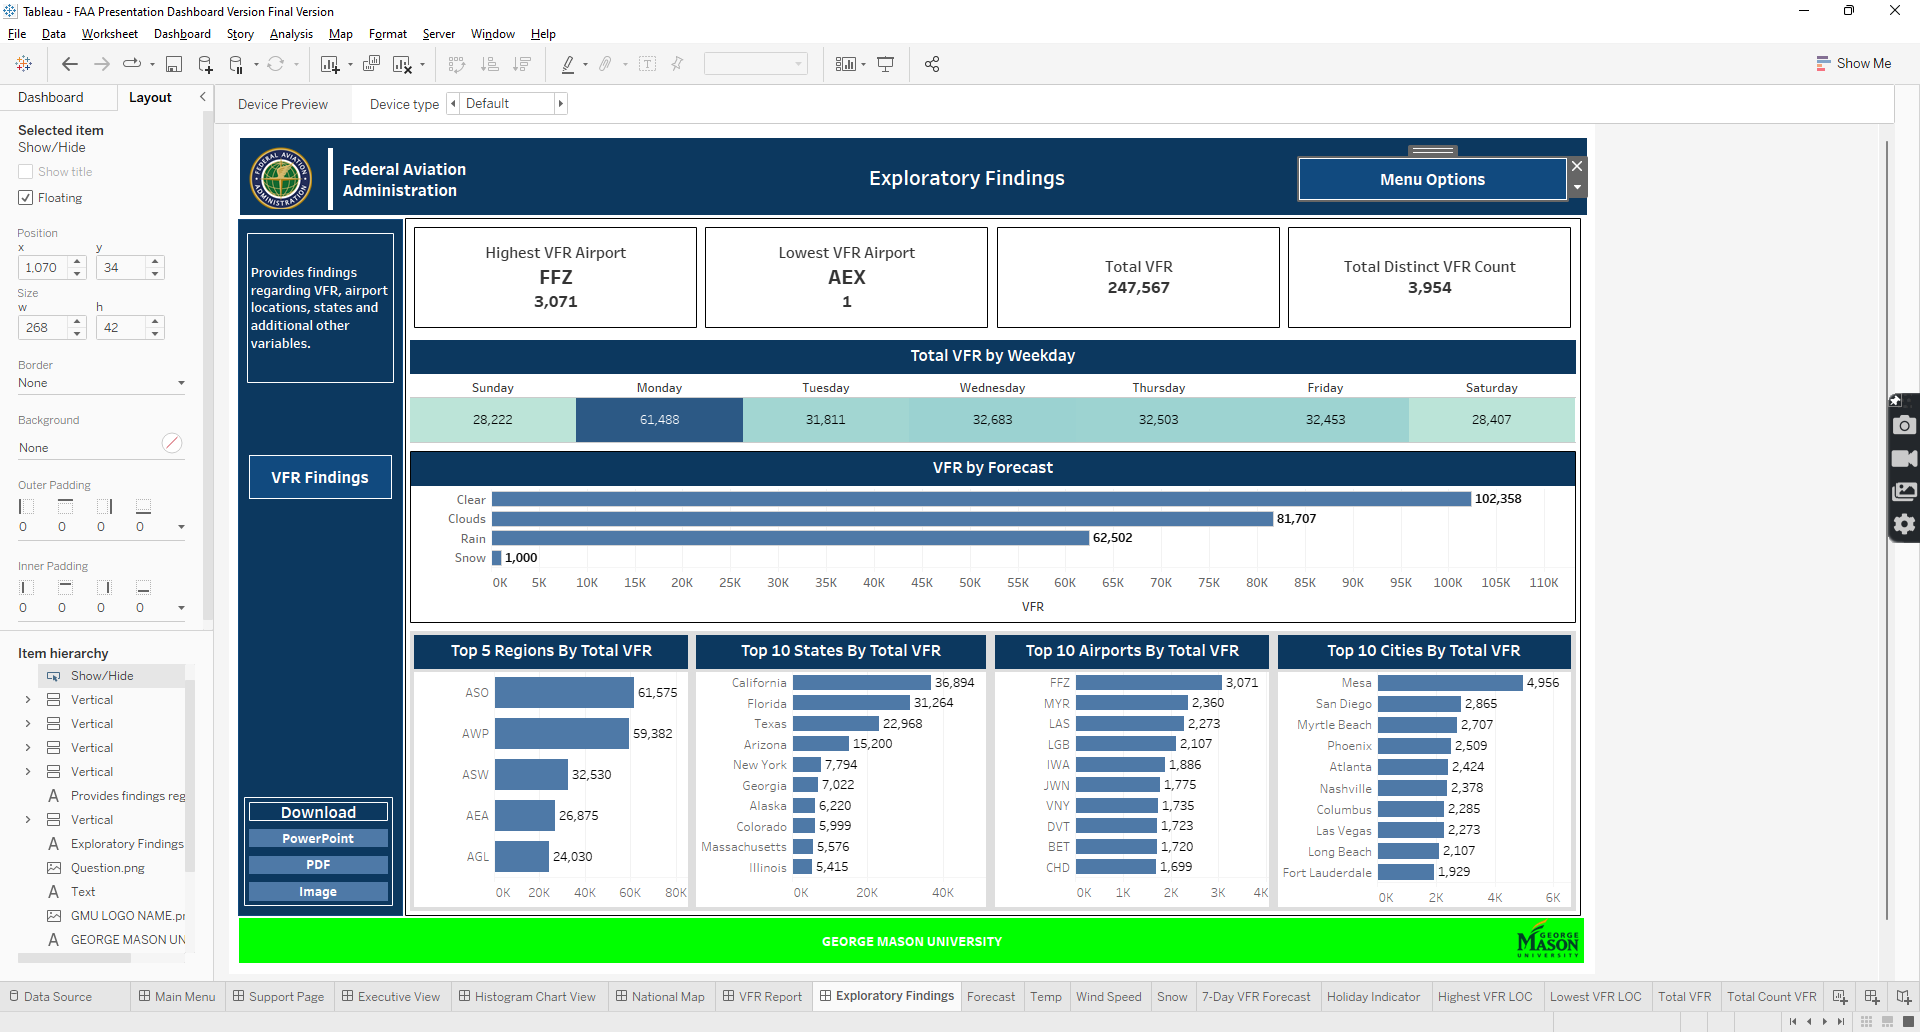 Tableau - FAA Presentation Dashboard Version Final Version
File Data Worksheet Dashboard Story Analysis Map Format Server Window Help
Show Me
Dashboard Layout
Device Preview Device type Default
Selected item
Show/Hide
Show title
Floating
Position
x y
1,070 34
Size
w h
268 42
Border
None
Background
None
Outer Padding
0 0 0 0
Inner Padding
0 0 0 0
Item hierarchy
Show/Hide
Vertical
Vertical
Vertical
Vertical
Provides findings reg
Vertical
Exploratory Findings
Question.png
Text
GMU LOGO NAME.pr
GEORGE MASON UN
FEDERAL AVIATION
ADMINISTRATION
Federal Aviation
Administration
Exploratory Findings
Menu Options
Provides findings
regarding VFR, airport
locations, states and
additional other
variables.
VFR Findings
Download
PowerPoint
PDF
Image
Highest VFR Airport
FFZ
3,071
Lowest VFR Airport
AEX
1
Total VFR
247,567
Total Distinct VFR Count
3,954
Total VFR by Weekday
Sunday Monday Tuesday Wednesday Thursday Friday Saturday
28,222 61,488 31,811 32,683 32,503 32,453 28,407
VFR by Forecast
Clear 102,358
Clouds 81,707
Rain 62,502
Snow 1,000
0K 5K 10K 15K 20K 25K 30K 35K 40K 45K 50K 55K 60K 65K 70K 75K 80K 85K 90K 95K 100K 105K 110K
VFR
Top 5 Regions By Total VFR
ASO 61,575
AWP 59,382
ASW 32,530
AEA 26,875
AGL 24,030
0K 20K 40K 60K 80K
Top 10 States By Total VFR
California 36,894
Florida 31,264
Texas 22,968
Arizona 15,200
New York 7,794
Georgia 7,022
Alaska 6,220
Colorado 5,999
Massachusetts 5,576
Illinois 5,415
0K 20K 40K
Top 10 Airports By Total VFR
FFZ 3,071
MYR 2,360
LAS 2,273
LGB 2,107
IWA 1,886
JWN 1,775
VNY 1,735
DVT 1,723
BET 1,720
CHD 1,699
0K 1K 2K 3K 4K
Top 10 Cities By Total VFR
Mesa 4,956
San Diego 2,865
Myrtle Beach 2,707
Phoenix 2,509
Atlanta 2,424
Nashville 2,378
Columbus 2,285
Las Vegas 2,273
Long Beach 2,107
Fort Lauderdale 1,929
0K 2K 4K 6K
GEORGE MASON UNIVERSITY
GEORGE
MASON
UNIVERSITY
Data Source Main Menu Support Page Executive View Histogram Chart View National Map VFR Report Exploratory Findings Forecast Temp Wind Speed Snow 7-Day VFR Forecast Holiday Indicator Highest VFR LOC Lowest VFR LOC Total VFR Total Count VFR